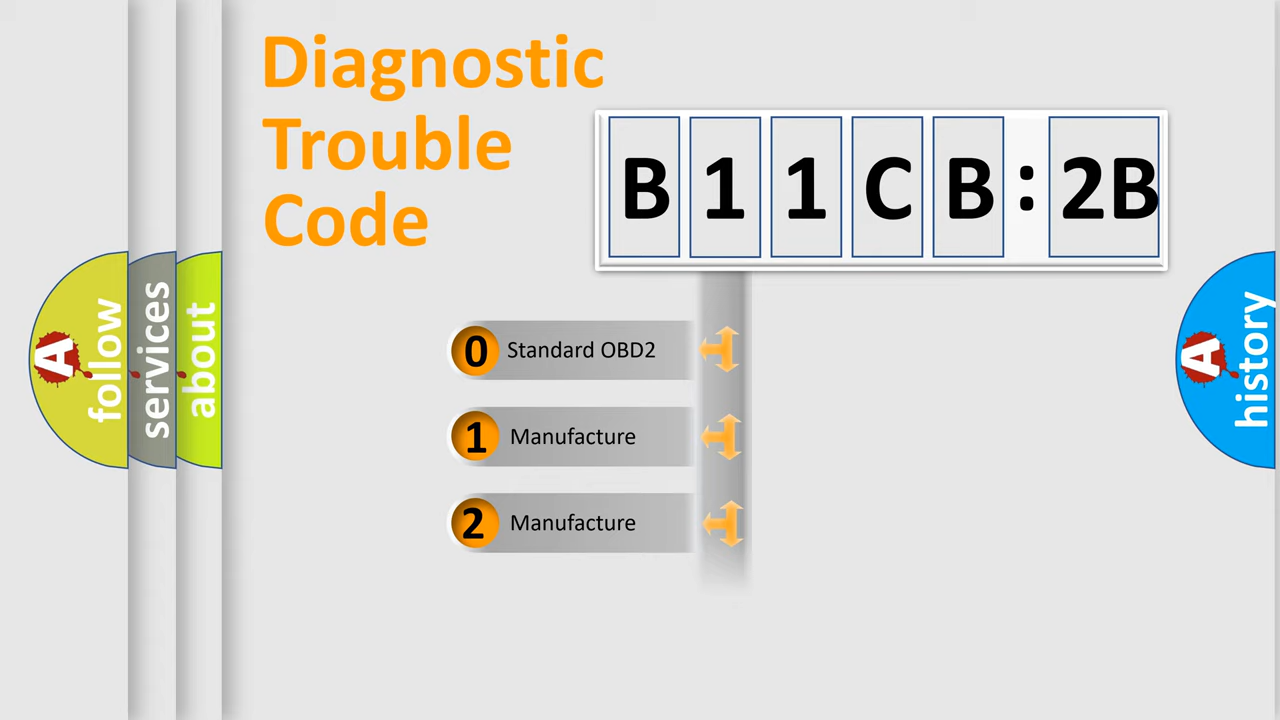 Diagnostic
Trouble
Code
B 1 1 C B : 2B
0 Standard OBD2
1 Manufacture
2 Manufacture
A follow
services
about
A history